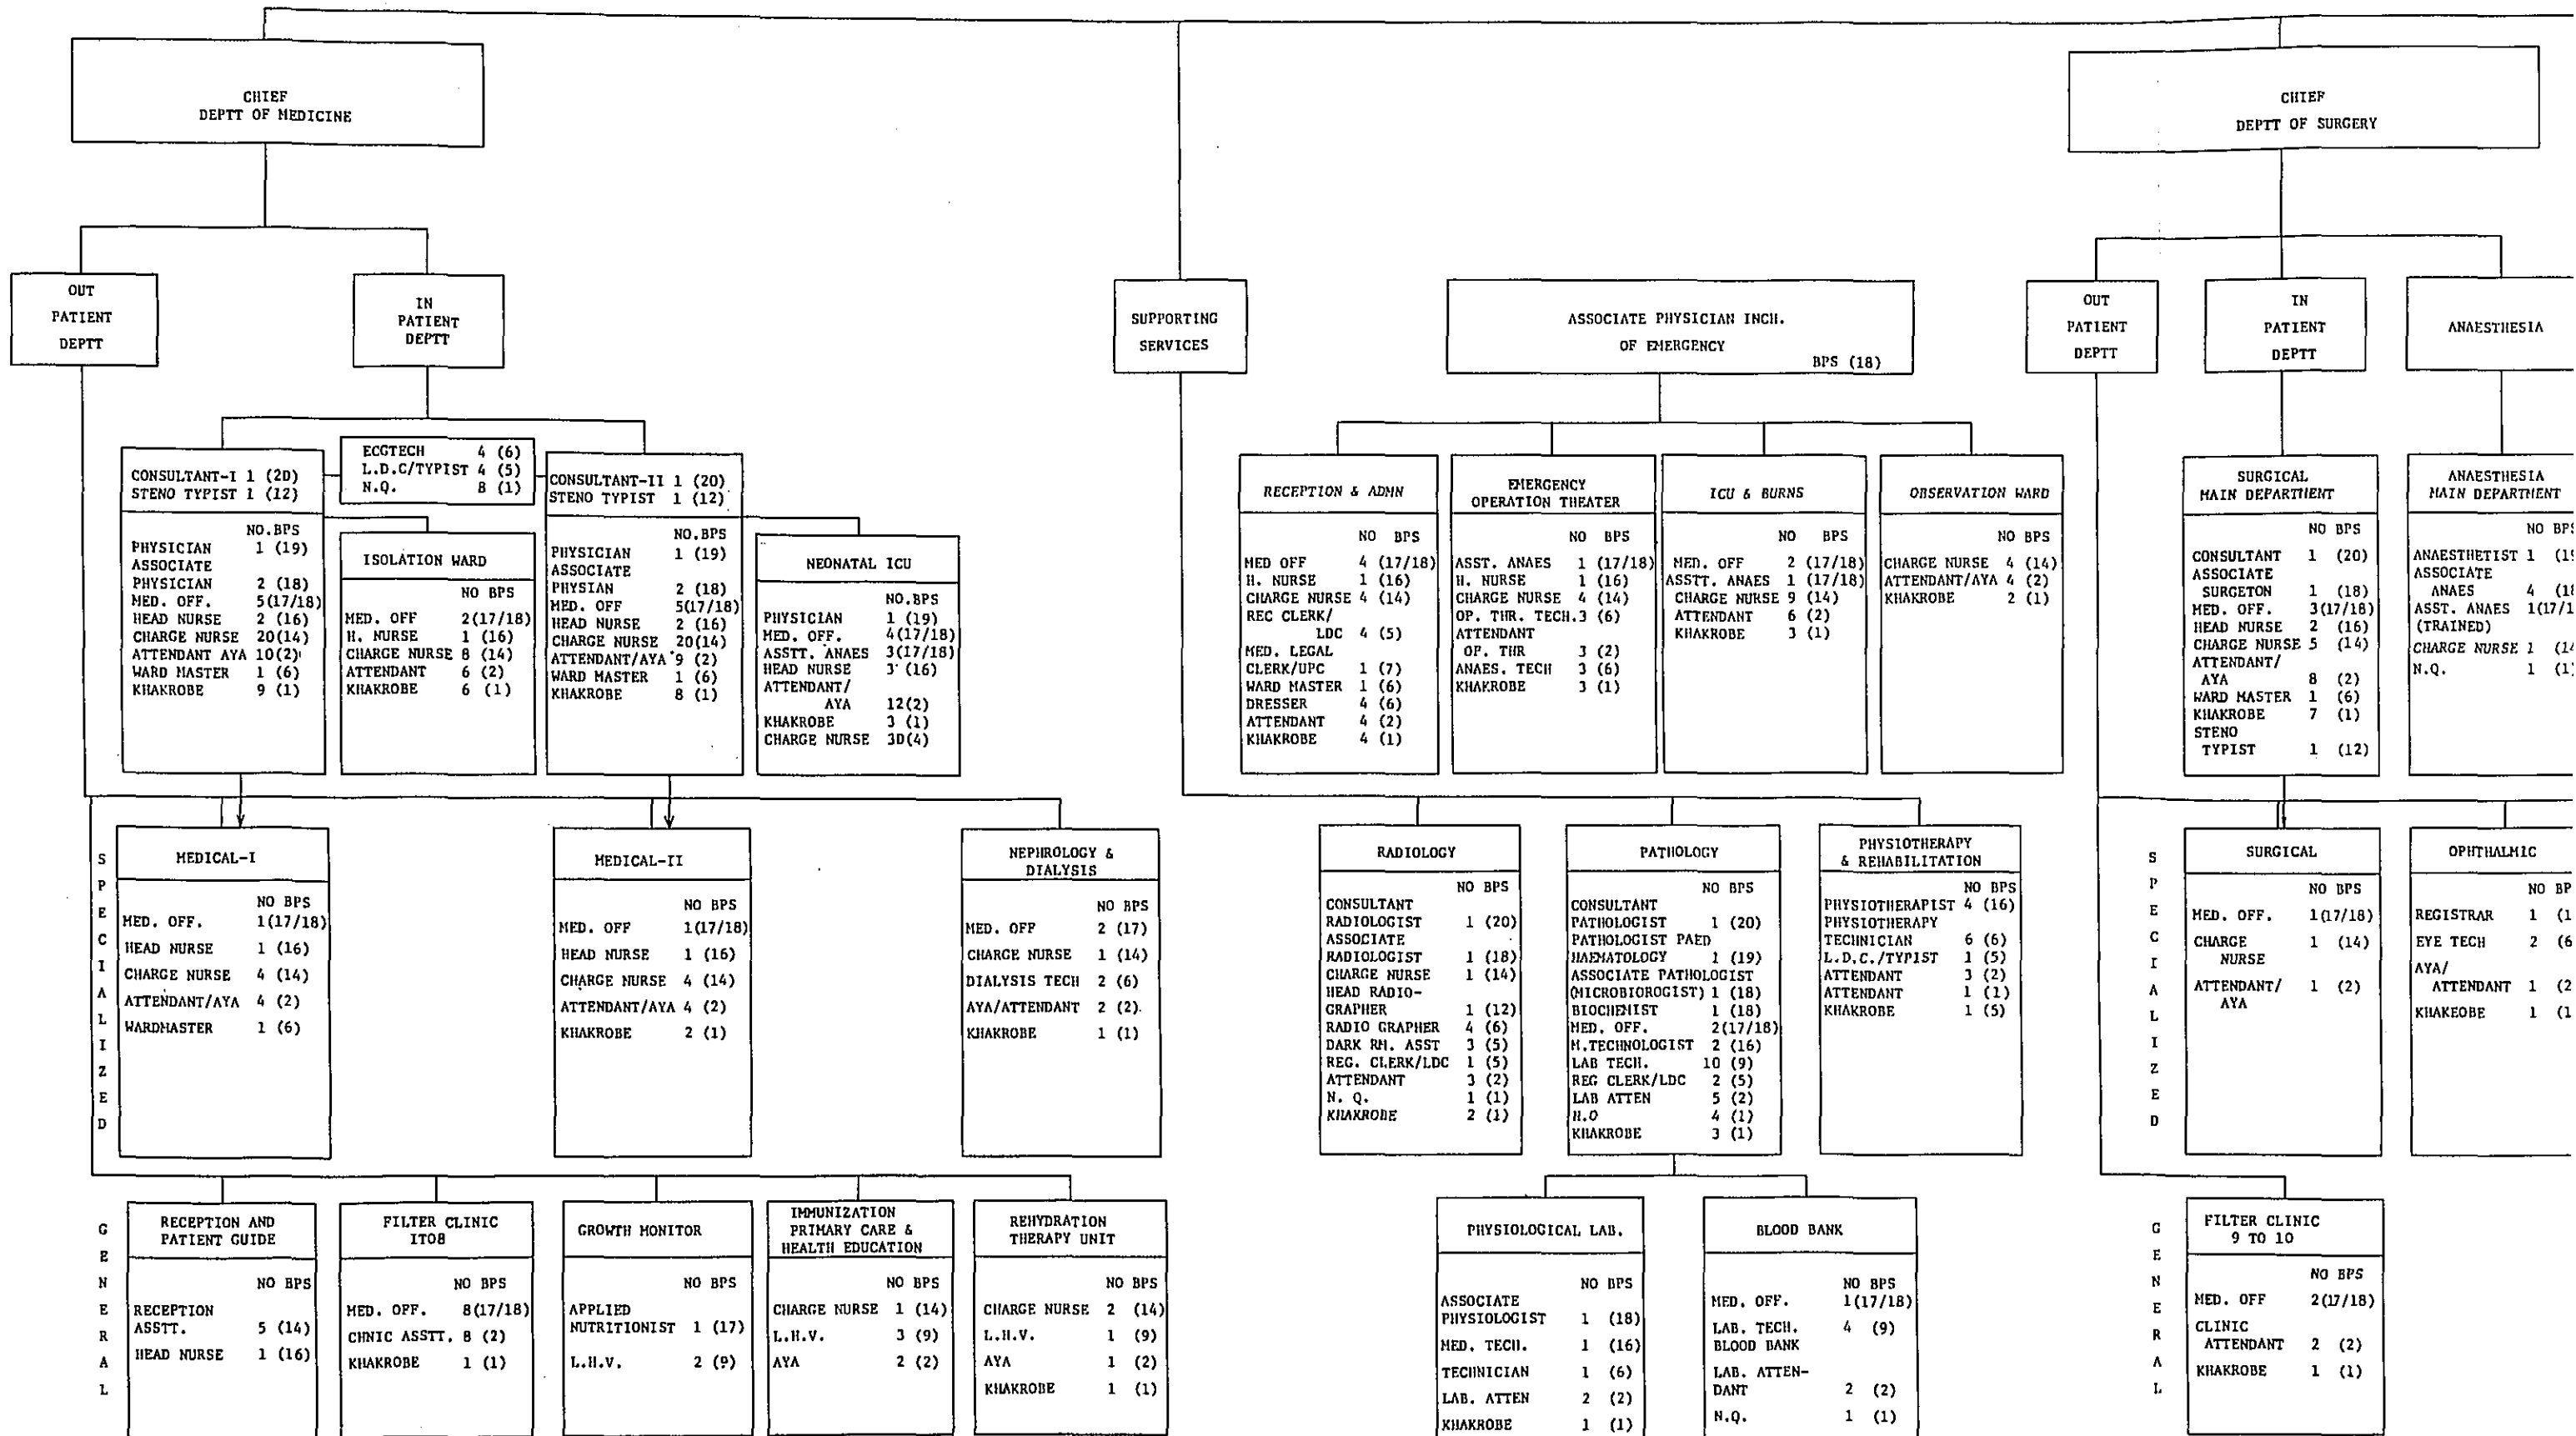 CHIEF
DEPTT OF MEDICINE
CHIEF
DEPTT OF SURGERY
OUT
PATIENT
DEPTT
IN
PATIENT
DEPTT
SUPPORTING
SERVICES
ASSOCIATE PHYSICIAN INCH.
OF EMERGENCY
BPS (18)
OUT
PATIENT
DEPTT
IN
PATIENT
DEPTT
ANAESTHESIA
CONSULTANT-I 1 (2D)
STENO TYPIST 1 (12)
NO.BPS
PHYSICIAN 1 (19)
ASSOCIATE
PHYSICIAN 2 (18)
MED. OFF. 5(17/18)
HEAD NURSE 2 (16)
CHARGE NURSE 20(14)
ATTENDANT AYA 10(2)
WARD MASTER 1 (6)
KHAKROBE 9 (1)
ECGTECH 4 (6)
L.D.C/TYPIST 4 (5)
N.Q. 8 (1)
ISOLATION WARD
NO BPS
MED. OFF 2(17/18)
H. NURSE 1 (16)
CHARGE NURSE 8 (14)
ATTENDANT 6 (2)
KHAKROBE 6 (1)
CONSULTANT-II 1 (20)
STENO TYPIST 1 (12)
NO.BPS
PHYSICIAN 1 (19)
ASSOCIATE
PHYSIAN 2 (18)
MED. OFF 5(17/18)
HEAD NURSE 2 (16)
CHARGE NURSE 20(14)
ATTENDANT/AYA 9 (2)
WARD MASTER 1 (6)
KHAKROBE 8 (1)
NEONATAL ICU
NO.BPS
PHYSICIAN 1 (19)
MED. OFF. 4(17/18)
ASSTT. ANAES 3(17/18)
HEAD NURSE 3 (16)
ATTENDANT/
AYA 12(2)
KHAKROBE 3 (1)
CHARGE NURSE 3D(4)
RECEPTION & ADMN
NO BPS
MED OFF 4 (17/18)
H. NURSE 1 (16)
CHARGE NURSE 4 (14)
REC CLERK/
LDC 4 (5)
MED. LEGAL
CLERK/UPC 1 (7)
WARD MASTER 1 (6)
DRESSER 4 (6)
ATTENDANT 4 (2)
KHAKROBE 4 (1)
EMERGENCY
OPERATION THEATER
NO BPS
ASST. ANAES 1 (17/18)
H. NURSE 1 (16)
CHARGE NURSE 4 (14)
OP. THR. TECH.3 (6)
ATTENDANT
OP. THR 3 (2)
ANAES. TECH 3 (6)
KHAKROBE 3 (1)
ICU & BURNS
NO BPS
MED. OFF 2 (17/18)
ASSTT. ANAES 1 (17/18)
CHARGE NURSE 9 (14)
ATTENDANT 6 (2)
KHAKROBE 3 (1)
OBSERVATION WARD
NO BPS
CHARGE NURSE 4 (14)
ATTENDANT/AYA 4 (2)
KHAKROBE 2 (1)
SURGICAL
MAIN DEPARTMENT
NO BPS
CONSULTANT 1 (20)
ASSOCIATE
SURGETON 1 (18)
MED. OFF. 3(17/18)
HEAD NURSE 2 (16)
CHARGE NURSE 5 (14)
ATTENDANT/
AYA 8 (2)
WARD MASTER 1 (6)
KHAKROBE 7 (1)
STENO
TYPIST 1 (12)
ANAESTHESIA
MAIN DEPARTMENT
NO BPS
ANAESTHETIST 1
ASSOCIATE
ANAES 4
ASST. ANAES 1(17/1
(TRAINED)
CHARGE NURSE 1
N.Q. 1 (1)
SPECIALIZED
MEDICAL-I
NO BPS
MED. OFF. 1(17/18)
HEAD NURSE 1 (16)
CHARGE NURSE 4 (14)
ATTENDANT/AYA 4 (2)
WARDMASTER 1 (6)
MEDICAL-II
NO BPS
MED. OFF 1(17/18)
HEAD NURSE 1 (16)
CHARGE NURSE 4 (14)
ATTENDANT/AYA 4 (2)
KHAKROBE 2 (1)
NEPHROLOGY &
DIALYSIS
NO BPS
MED. OFF 2 (17)
CHARGE NURSE 1 (14)
DIALYSIS TECH 2 (6)
AYA/ATTENDANT 2 (2)
KHAKROBE 1 (1)
RADIOLOGY
NO BPS
CONSULTANT
RADIOLOGIST 1 (20)
ASSOCIATE
RADIOLOGIST 1 (18)
CHARGE NURSE 1 (14)
HEAD RADIO-
GRAPHER 1 (12)
RADIO GRAPHER 4 (6)
DARK RM. ASST 3 (5)
REG. CLERK/LDC 1 (5)
ATTENDANT 3 (2)
N. Q. 1 (1)
KHAKROBE 2 (1)
PATHOLOGY
NO BPS
CONSULTANT
PATHOLOGIST 1 (20)
PATHOLOGIST PAED
HAEMATOLOGY 1 (19)
ASSOCIATE PATHOLOGIST
(MICROBIOROGIST) 1 (18)
BIOCHEMIST 1 (18)
MED. OFF. 2(17/18)
M.TECHNOLOGIST 2 (16)
LAB TECH. 10 (9)
REG CLERK/LDC 2 (5)
LAB ATTEN 5 (2)
N.O 4 (1)
KHAKROBE 3 (1)
PHYSIOTHERAPY
& REHABILITATION
NO BPS
PHYSIOTHERAPIST 4 (16)
PHYSIOTHERAPY
TECHNICIAN 6 (6)
L.D.C./TYPIST 1 (5)
ATTENDANT 3 (2)
ATTENDANT 1 (1)
KHAKROBE 1 (5)
SPECIALIZED
SURGICAL
NO BPS
MED. OFF. 1(17/18)
CHARGE 1 (14)
NURSE
ATTENDANT/ 1 (2)
AYA
OPHTHALMIC
NO BP
REGISTRAR 1 (1
EYE TECH 2 (6
AYA/
ATTENDANT 1 (2
KHAKEOBE 1 (1
GENERAL
RECEPTION AND
PATIENT GUIDE
NO BPS
RECEPTION
ASSTT. 5 (14)
HEAD NURSE 1 (16)
FILTER CLINIC
ITO8
NO BPS
MED. OFF. 8(17/18)
CHNIC ASSTT. 8 (2)
KHAKROBE 1 (1)
GROWTH MONITOR
NO BPS
APPLIED
NUTRITIONIST 1 (17)
L.H.V. 2 (9)
IMMUNIZATION
PRIMARY CARE &
HEALTH EDUCATION
NO BPS
CHARGE NURSE 1 (14)
L.H.V. 3 (9)
AYA 2 (2)
REHYDRATION
THERAPY UNIT
NO BPS
CHARGE NURSE 2 (14)
L.H.V. 1 (9)
AYA 1 (2)
KHAKROBE 1 (1)
PHYSIOLOGICAL LAB.
NO BPS
ASSOCIATE
PHYSIOLOGIST 1 (18)
MED. TECH. 1 (16)
TECHNICIAN 1 (6)
LAB. ATTEN 2 (2)
KHAKROBE 1 (1)
BLOOD BANK
NO BPS
MED. OFF. 1(17/18)
LAB. TECH. 4 (9)
BLOOD BANK
LAB. ATTEN-
DANT 2 (2)
N.Q. 1 (1)
GENERAL
FILTER CLINIC
9 TO 10
NO BPS
MED. OFF 2(17/18)
CLINIC
ATTENDANT 2 (2)
KHAKROBE 1 (1)